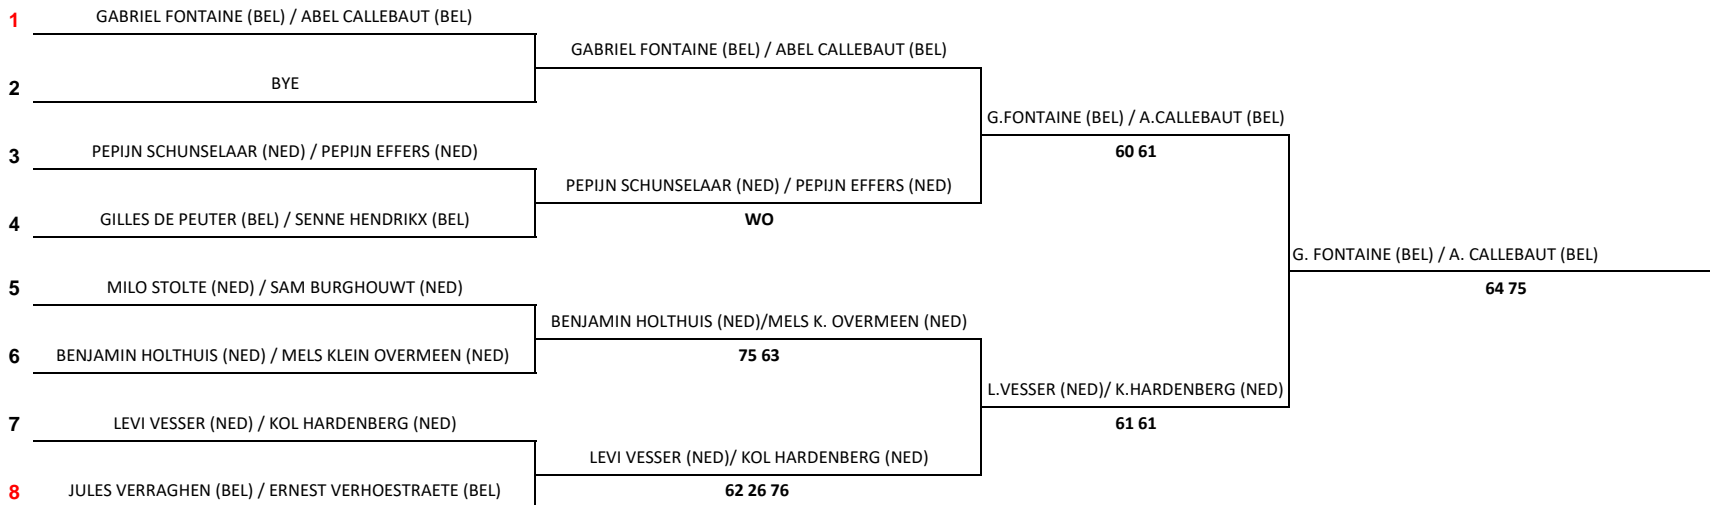 1 GABRIEL FONTAINE (BEL) / ABEL CALLEBAUT (BEL)
GABRIEL FONTAINE (BEL) / ABEL CALLEBAUT (BEL)
2 BYE
G.FONTAINE (BEL) / A.CALLEBAUT (BEL)
3 PEPIJN SCHUNSELAAR (NED) / PEPIJN EFFERS (NED)
60 61
PEPIJN SCHUNSELAAR (NED) / PEPIJN EFFERS (NED)
4 GILLES DE PEUTER (BEL) / SENNE HENDRIKX (BEL)
WO
G. FONTAINE (BEL) / A. CALLEBAUT (BEL)
5 MILO STOLTE (NED) / SAM BURGHOUWT (NED)
64 75
BENJAMIN HOLTHUIS (NED)/MELS K. OVERMEEN (NED)
6 BENJAMIN HOLTHUIS (NED) / MELS KLEIN OVERMEEN (NED)
75 63
L.VESSER (NED)/ K.HARDENBERG (NED)
7 LEVI VESSER (NED) / KOL HARDENBERG (NED)
61 61
LEVI VESSER (NED)/ KOL HARDENBERG (NED)
8 JULES VERRAGHEN (BEL) / ERNEST VERHOESTRAETE (BEL)
62 26 76